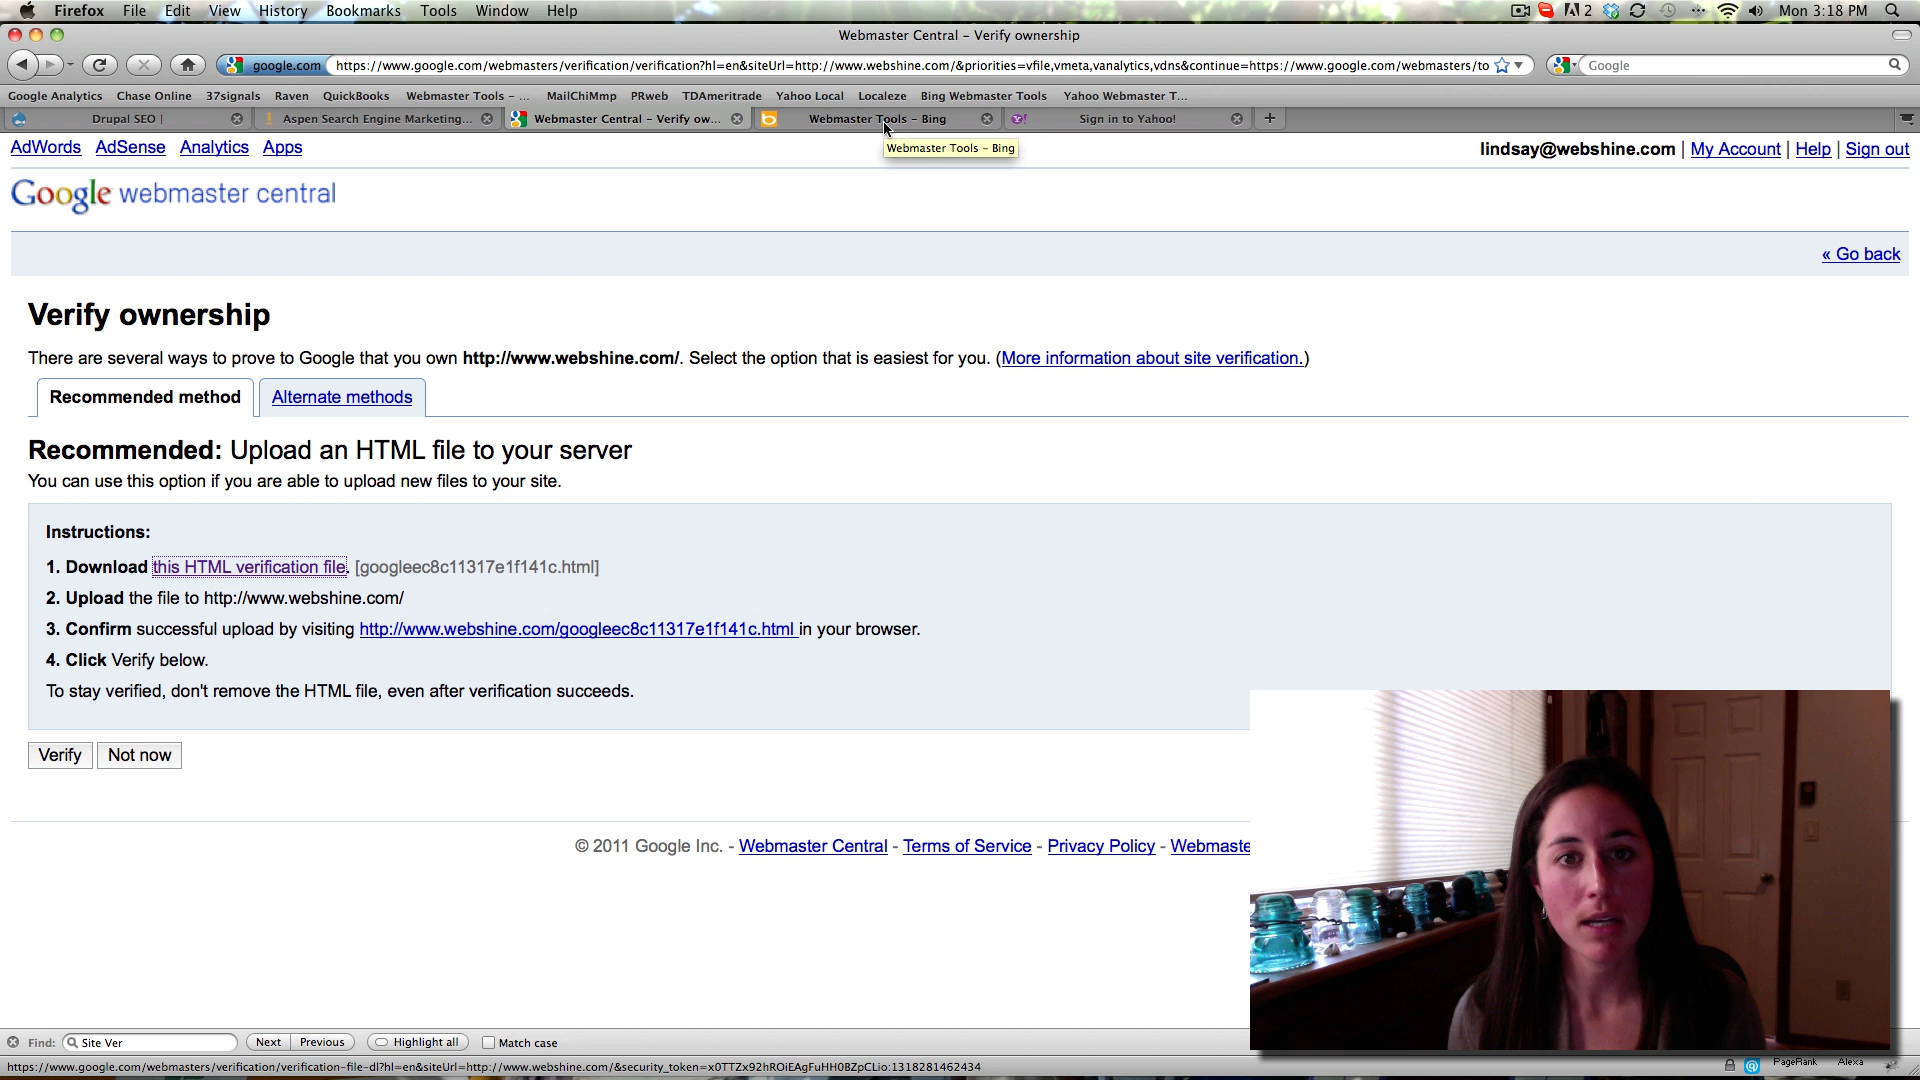 Firefox File Edit View History Bookmarks Tools Window Help
2 Mon 3:18 PM
Webmaster Central – Verify ownership
google.com https://www.google.com/webmasters/verification/verification?hl=en&siteUrl=http://www.webshine.com/&priorities=vfile,vmeta,vanalytics,vdns&continue=https://www.google.com/webmasters/to Google
Google Analytics Chase Online 37signals Raven QuickBooks Webmaster Tools – ... MailChiMmp PRweb TDAmeritrade Yahoo Local Localeze Bing Webmaster Tools Yahoo Webmaster T...
Drupal SEO | Aspen Search Engine Marketing... Webmaster Central – Verify ow... Webmaster Tools – Bing Sign in to Yahoo!
Webmaster Tools – Bing
AdWords AdSense Analytics Apps lindsay@webshine.com | My Account | Help | Sign out
Google webmaster central
« Go back
Verify ownership
There are several ways to prove to Google that you own http://www.webshine.com/. Select the option that is easiest for you. (More information about site verification.)
Recommended method Alternate methods
Recommended: Upload an HTML file to your server
You can use this option if you are able to upload new files to your site.
Instructions:
1. Download this HTML verification file. [googleec8c11317e1f141c.html]
2. Upload the file to http://www.webshine.com/
3. Confirm successful upload by visiting http://www.webshine.com/googleec8c11317e1f141c.html in your browser.
4. Click Verify below.
To stay verified, don't remove the HTML file, even after verification succeeds.
Verify Not now
© 2011 Google Inc. - Webmaster Central - Terms of Service - Privacy Policy - Webmaste
Find: Site Ver Next Previous Highlight all Match case
https://www.google.com/webmasters/verification/verification-file-dl?hl=en&siteUrl=http://www.webshine.com/&security_token=x0TTZx92hROiEAgFuHH0BZpCLio:1318281462434 PageRank Alexa